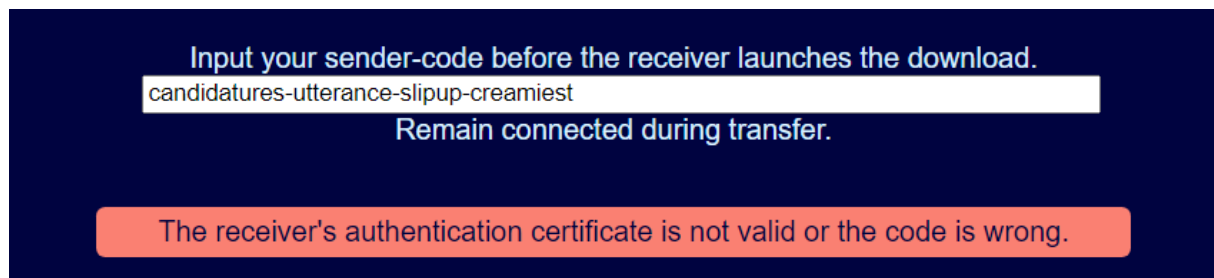 Input your sender-code before the receiver launches the download.
candidatures-utterance-slipup-creamiest
Remain connected during transfer.
The receiver's authentication certificate is not valid or the code is wrong.